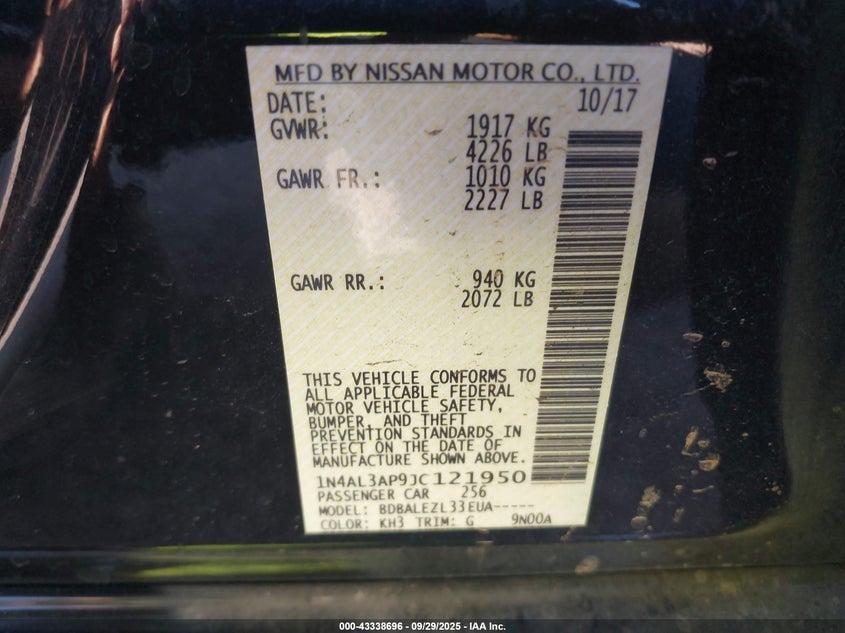 MFD BY NISSAN MOTOR CO., LTD.
DATE: 10/17
GVWR: 1917 KG
4226 LB
GAWR FR.: 1010 KG
2227 LB
GAWR RR.: 940 KG
2072 LB
THIS VEHICLE CONFORMS TO
ALL APPLICABLE FEDERAL
MOTOR VEHICLE SAFETY,
BUMPER, AND THEFT
PREVENTION STANDARDS IN
EFFECT ON THE DATE OF
MANUFACTURE SHOWN ABOVE.
1N4AL3AP9JC121950
PASSENGER CAR 256
MODEL: BDBALEZL33EUA-----
COLOR: KH3 TRIM: G 9N00A
000-43338696 - 09/29/2025 - IAA Inc.